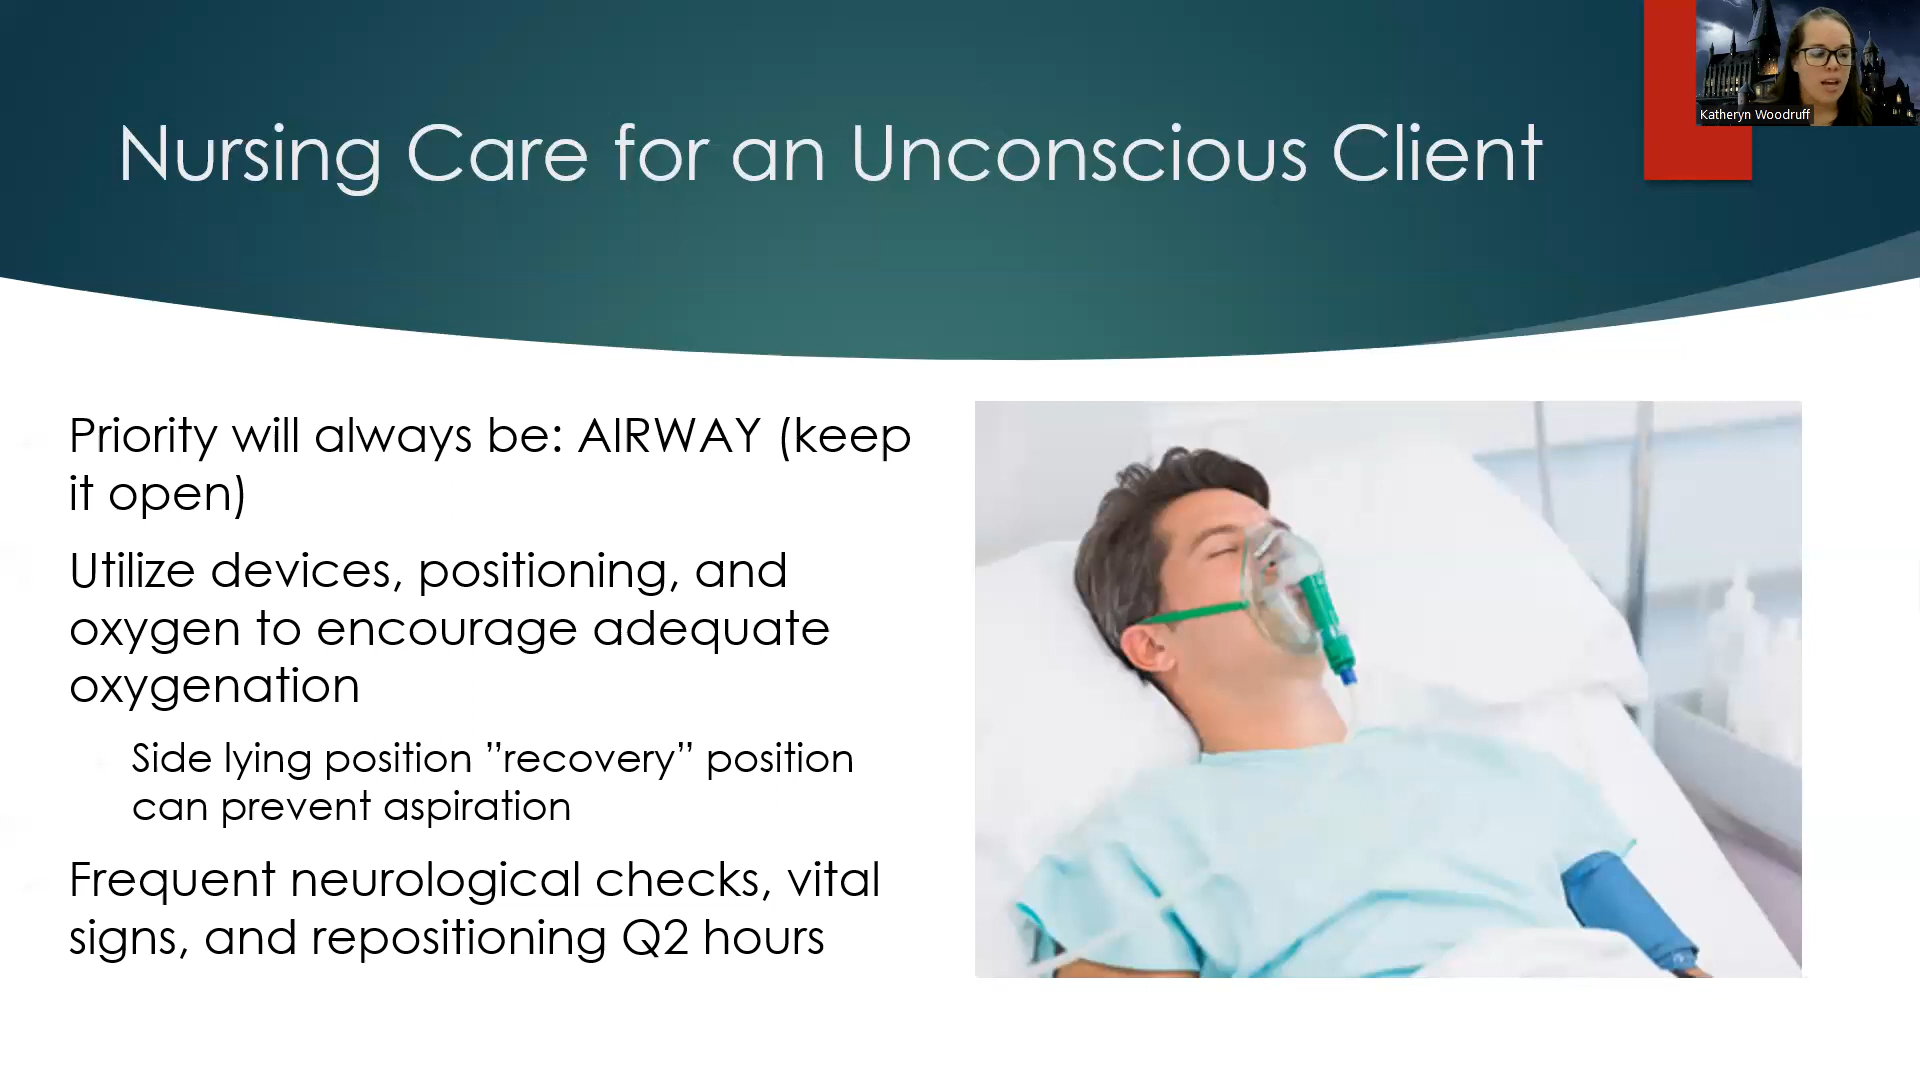 Katheryn Woodruff
Nursing Care for an Unconscious Client
Priority will always be: AIRWAY (keep
it open)
Utilize devices, positioning, and
oxygen to encourage adequate
oxygenation
Side lying position ”recovery” position
can prevent aspiration
Frequent neurological checks, vital
signs, and repositioning Q2 hours